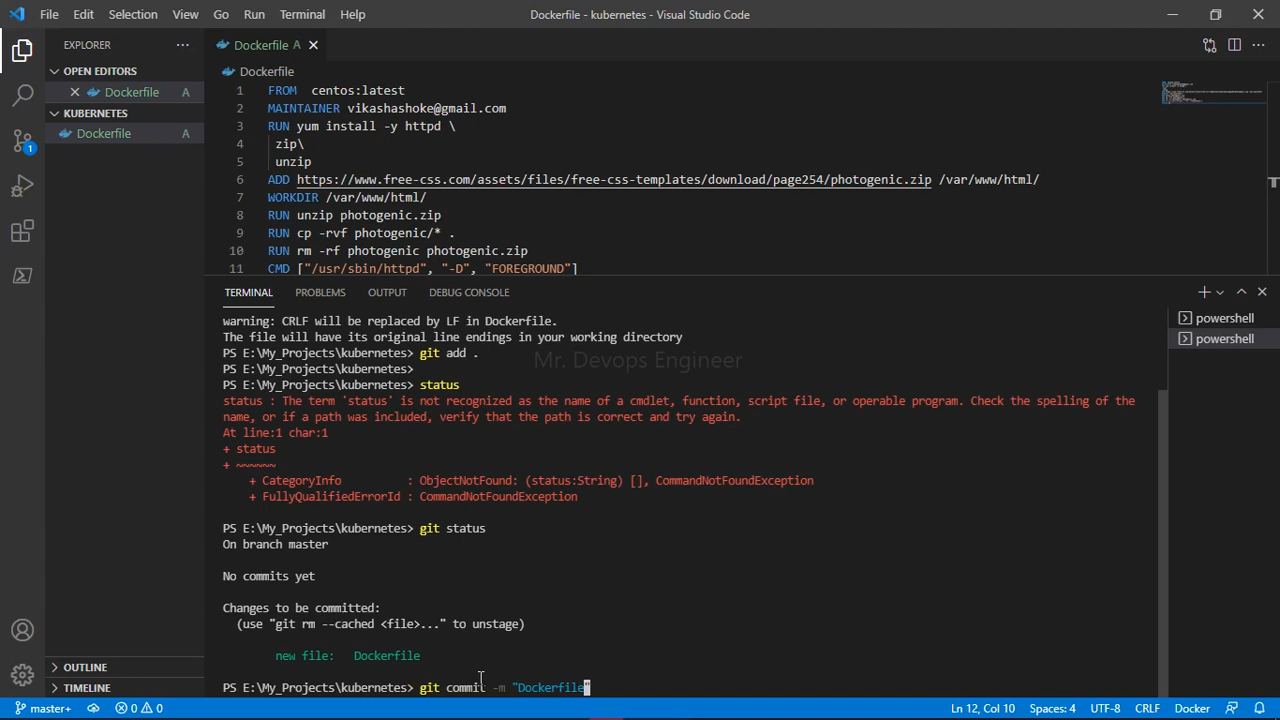 File Edit Selection View Go Run Terminal Help Dockerfile - kubernetes - Visual Studio Code
EXPLORER
Dockerfile A
OPEN EDITORS
Dockerfile
Dockerfile A
KUBERNETES
Dockerfile A
1 FROM centos:latest
2 MAINTAINER vikashashoke@gmail.com
3 RUN yum install -y httpd \
4 zip\
5 unzip
6 ADD https://www.free-css.com/assets/files/free-css-templates/download/page254/photogenic.zip /var/www/html/
7 WORKDIR /var/www/html/
8 RUN unzip photogenic.zip
9 RUN cp -rvf photogenic/* .
10 RUN rm -rf photogenic photogenic.zip
11 CMD ["/usr/sbin/httpd", "-D", "FOREGROUND"]
1
TERMINAL PROBLEMS OUTPUT DEBUG CONSOLE
powershell
powershell
warning: CRLF will be replaced by LF in Dockerfile.
The file will have its original line endings in your working directory
PS E:\My_Projects\kubernetes> git add .
Mr. Devops Engineer
PS E:\My_Projects\kubernetes>
PS E:\My_Projects\kubernetes> status
status : The term 'status' is not recognized as the name of a cmdlet, function, script file, or operable program. Check the spelling of the
name, or if a path was included, verify that the path is correct and try again.
At line:1 char:1
+ status
+ ~~~~~~
+ CategoryInfo : ObjectNotFound: (status:String) [], CommandNotFoundException
+ FullyQualifiedErrorId : CommandNotFoundException
PS E:\My_Projects\kubernetes> git status
On branch master
No commits yet
Changes to be committed:
(use "git rm --cached <file>..." to unstage)
new file: Dockerfile
PS E:\My_Projects\kubernetes> git commit -m "Dockerfile"
OUTLINE
TIMELINE
master+ 0 0 Ln 12, Col 10 Spaces: 4 UTF-8 CRLF Docker